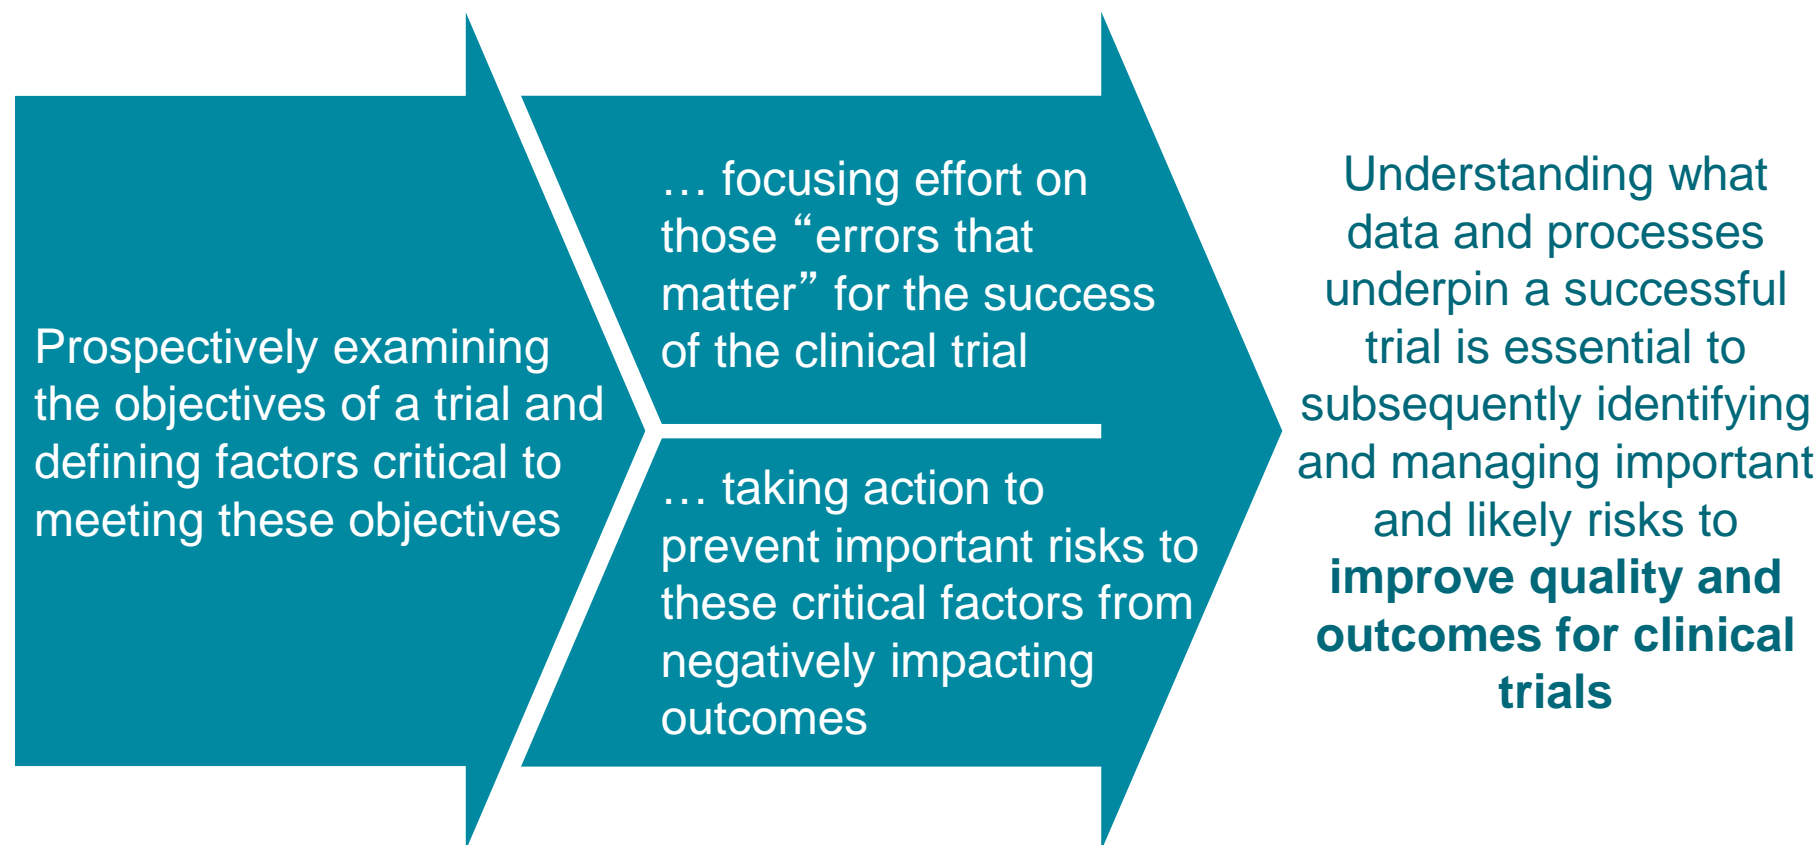 Prospectively examining
the objectives of a trial and
defining factors critical to
meeting these objectives
… focusing effort on
those “errors that
matter” for the success
of the clinical trial
… taking action to
prevent important risks to
these critical factors from
negatively impacting
outcomes
Understanding what
data and processes
underpin a successful
trial is essential to
subsequently identifying
and managing important
and likely risks to
improve quality and
outcomes for clinical
trials